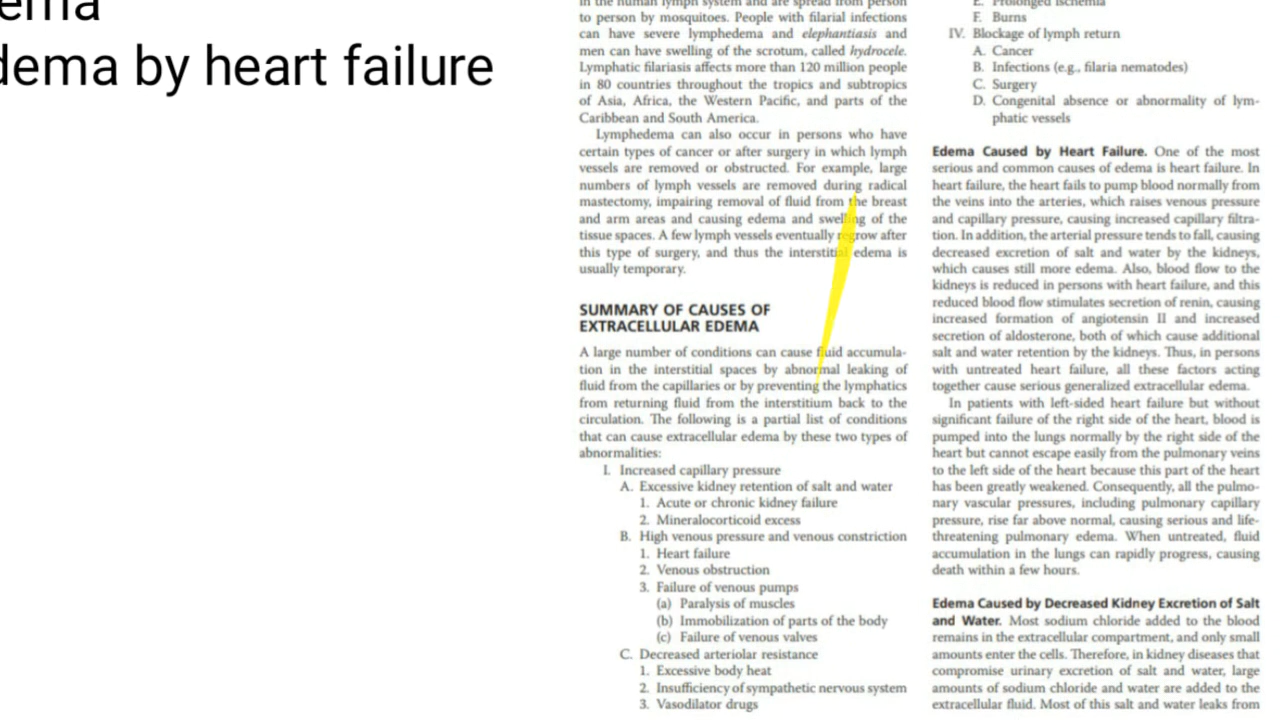 ema
dema by heart failure
in the human lymph system and are spread from person
to person by mosquitoes. People with filarial infections
can have severe lymphedema and elephantiasis and
men can have swelling of the scrotum, called hydrocele.
Lymphatic filariasis affects more than 120 million people
in 80 countries throughout the tropics and subtropics
of Asia, Africa, the Western Pacific, and parts of the
Caribbean and South America.
Lymphedema can also occur in persons who have
certain types of cancer or after surgery in which lymph
vessels are removed or obstructed. For example, large
numbers of lymph vessels are removed during radical
mastectomy, impairing removal of fluid from the breast
and arm areas and causing edema and swelling of the
tissue spaces. A few lymph vessels eventually regrow after
this type of surgery, and thus the interstitial edema is
usually temporary.
SUMMARY OF CAUSES OF
EXTRACELLULAR EDEMA
A large number of conditions can cause fluid accumula-
tion in the interstitial spaces by abnormal leaking of
fluid from the capillaries or by preventing the lymphatics
from returning fluid from the interstitium back to the
circulation. The following is a partial list of conditions
that can cause extracellular edema by these two types of
abnormalities:
I. Increased capillary pressure
A. Excessive kidney retention of salt and water
1. Acute or chronic kidney failure
2. Mineralocorticoid excess
B. High venous pressure and venous constriction
1. Heart failure
2. Venous obstruction
3. Failure of venous pumps
(a) Paralysis of muscles
(b) Immobilization of parts of the body
(c) Failure of venous valves
C. Decreased arteriolar resistance
1. Excessive body heat
2. Insufficiency of sympathetic nervous system
3. Vasodilator drugs
E. Prolonged ischemia
F. Burns
IV. Blockage of lymph return
A. Cancer
B. Infections (e.g., filaria nematodes)
C. Surgery
D. Congenital absence or abnormality of lym-
phatic vessels
Edema Caused by Heart Failure. One of the most
serious and common causes of edema is heart failure. In
heart failure, the heart fails to pump blood normally from
the veins into the arteries, which raises venous pressure
and capillary pressure, causing increased capillary filtra-
tion. In addition, the arterial pressure tends to fall, causing
decreased excretion of salt and water by the kidneys,
which causes still more edema. Also, blood flow to the
kidneys is reduced in persons with heart failure, and this
reduced blood flow stimulates secretion of renin, causing
increased formation of angiotensin II and increased
secretion of aldosterone, both of which cause additional
salt and water retention by the kidneys. Thus, in persons
with untreated heart failure, all these factors acting
together cause serious generalized extracellular edema.
In patients with left-sided heart failure but without
significant failure of the right side of the heart, blood is
pumped into the lungs normally by the right side of the
heart but cannot escape easily from the pulmonary veins
to the left side of the heart because this part of the heart
has been greatly weakened. Consequently, all the pulmo-
nary vascular pressures, including pulmonary capillary
pressure, rise far above normal, causing serious and life-
threatening pulmonary edema. When untreated, fluid
accumulation in the lungs can rapidly progress, causing
death within a few hours.
Edema Caused by Decreased Kidney Excretion of Salt
and Water. Most sodium chloride added to the blood
remains in the extracellular compartment, and only small
amounts enter the cells. Therefore, in kidney diseases that
compromise urinary excretion of salt and water, large
amounts of sodium chloride and water are added to the
extracellular fluid. Most of this salt and water leaks from